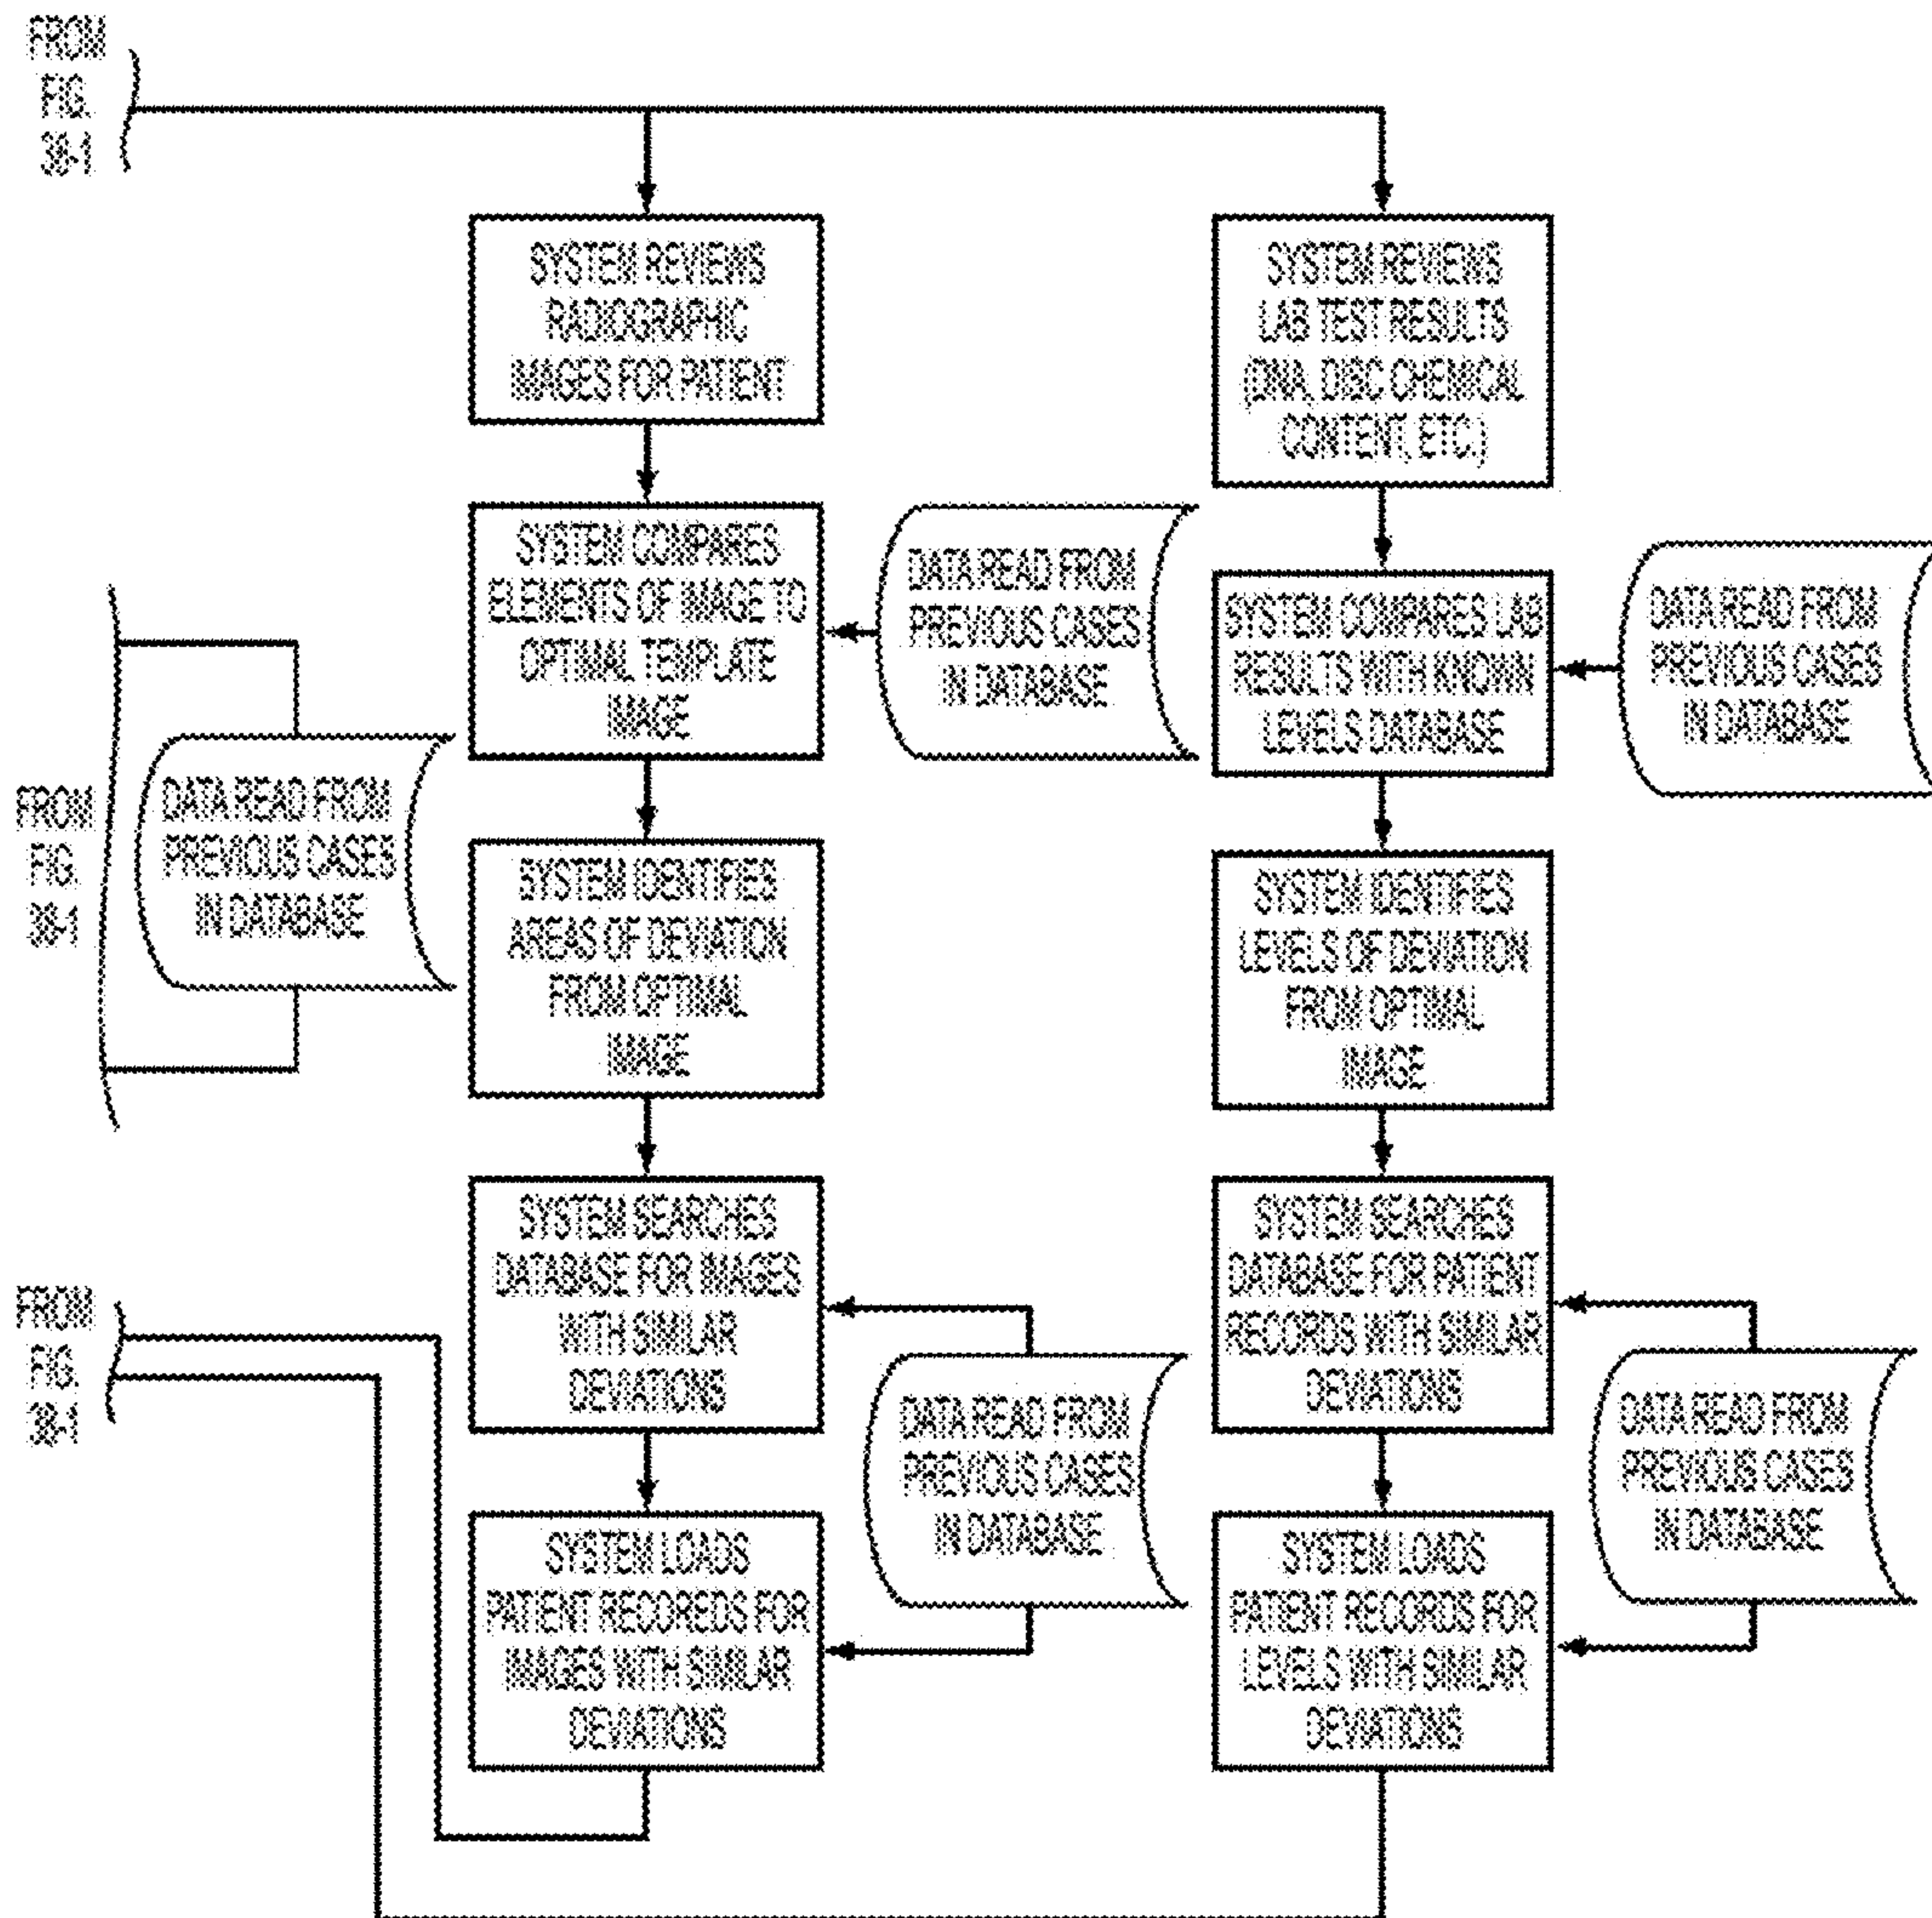 FROM
FIG.
38-1
SYSTEM REVIEWS
RADIOGRAPHIC
IMAGES FOR PATIENT
SYSTEM REVIEWS
LAB TEST RESULTS
(DNA, DISC CHEMICAL
CONTENT, ETC.)
SYSTEM COMPARES
ELEMENTS OF IMAGE TO
OPTIMAL TEMPLATE
IMAGE
DATA READ FROM
PREVIOUS CASES
IN DATABASE
SYSTEM COMPARES LAB
RESULTS WITH KNOWN
LEVELS DATABASE
DATA READ FROM
PREVIOUS CASES
IN DATABASE
FROM
FIG.
38-1
DATA READ FROM
PREVIOUS CASES
IN DATABASE
SYSTEM IDENTIFIES
AREAS OF DEVIATION
FROM OPTIMAL
IMAGE
SYSTEM IDENTIFIES
LEVELS OF DEVIATION
FROM OPTIMAL
IMAGE
FROM
FIG.
38-1
SYSTEM SEARCHES
DATABASE FOR IMAGES
WITH SIMILAR
DEVIATIONS
SYSTEM SEARCHES
DATABASE FOR PATIENT
RECORDS WITH SIMILAR
DEVIATIONS
DATA READ FROM
PREVIOUS CASES
IN DATABASE
DATA READ FROM
PREVIOUS CASES
IN DATABASE
SYSTEM LOADS
PATIENT RECOREDS FOR
IMAGES WITH SIMILAR
DEVIATIONS
SYSTEM LOADS
PATIENT RECORDS FOR
LEVELS WITH SIMILAR
DEVIATIONS